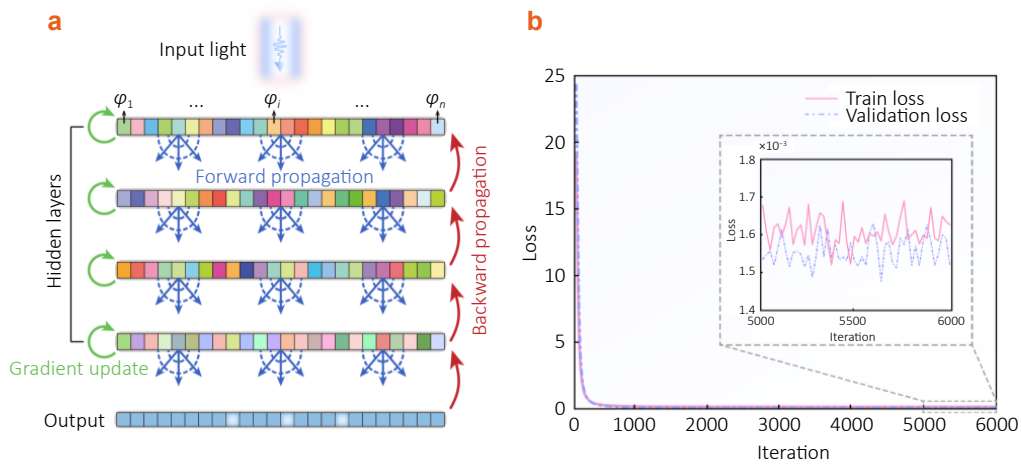 a
Input light
φ1
...
φi
...
φn
Hidden layers
Forward propagation
Backward propagation
Gradient update
Output
b
25
20
15
10
5
0
Loss
0
1000
2000
3000
4000
5000
6000
Iteration
Train loss
Validation loss
×10⁻³
1.8
1.7
1.6
1.5
1.4
Loss
5000
5500
6000
Iteration